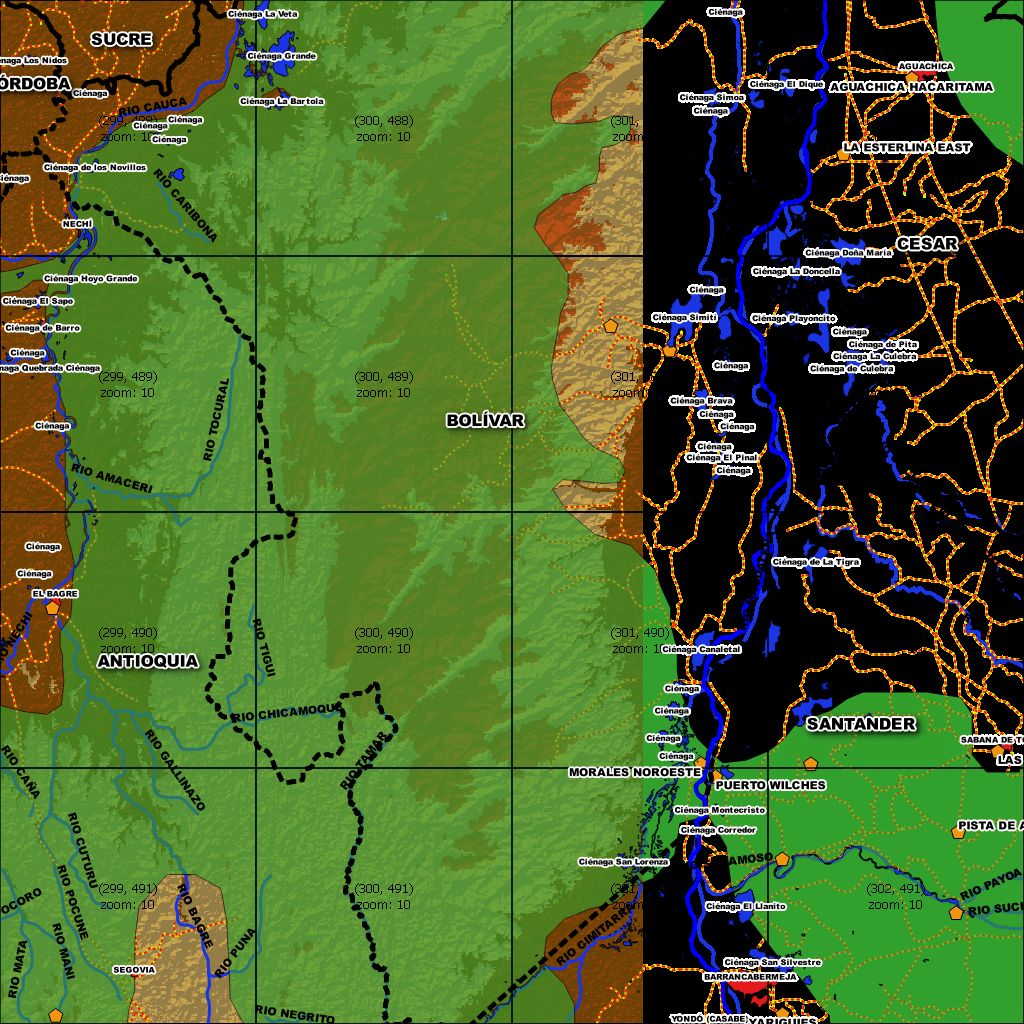 Ciénaga La Veta
Ciénaga
SUCRE
Ciénaga Grande
AGUACHICA
Ciénaga El Dique
AGUACHICA HACARITAMA
Ciénaga
Ciénaga La Bartola
Ciénaga Simoa
RIO CAUCA
Ciénaga
Ciénaga
(300, 488)
zoom: 10
Ciénaga
Ciénaga
LA ESTERLINA EAST
Ciénaga de los Novillos
RIO CARIBONA
NECHÍ
CESAR
Ciénaga Doña María
Ciénaga La Doncella
Ciénaga Hoyo Grande
Ciénaga
Ciénaga El Sapo
Ciénaga Simití
Ciénaga Playoncito
Ciénaga de Barro
Ciénaga
Ciénaga de Pita
Ciénaga
Ciénaga La Culebra
Ciénaga
Ciénaga de Culebra
(299, 489)
zoom: 10
(300, 489)
zoom: 10
Ciénaga Brava
Ciénaga
RIO TOCURAL
BOLÍVAR
Ciénaga
Ciénaga
Ciénaga
Ciénaga El Pinal
Ciénaga
RIO AMACERI
Ciénaga
Ciénaga de La Tigra
Ciénaga
EL BAGRE
(299, 490)
zoom: 10
(300, 490)
zoom: 10
(301, 490)
RIO TIGUI
Ciénaga Canaletal
ANTIOQUIA
Ciénaga
RIO CHICAMOQU
Ciénaga
SANTANDER
Ciénaga
RIO TAMAR
RIO GALLINAZO
Ciénaga
RIO CAÑA
MORALES NOROESTE
PUERTO WILCHES
Ciénaga Montecristo
Ciénaga Corredor
RIO CUTURU
Ciénaga San Lorenza
(299, 491)
zoom: 10
(300, 491)
zoom: 10
(302, 491)
zoom: 10
RIO PAYOA
RIO POCUNE
RIO BAGRE
Ciénaga El Llanito
RIO CIMITARRA
RIO MATA
RIO MANI
RIO PUNA
SEGOVIA
Ciénaga San Silvestre
BARRANCABERMEJA
RIO NEGRITO
YONDÓ (CASABE)